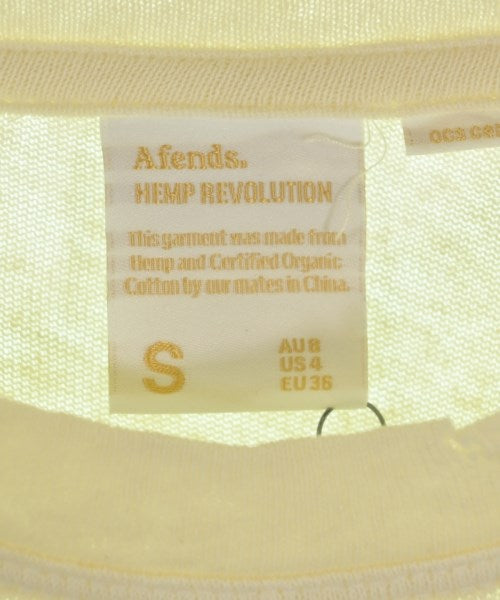 Afends.
HEMP REVOLUTION
This garment was made from
Hemp and Certified Organic
Cotton by our mates in China.
S
AU 8
US 4
EU 36
OCS